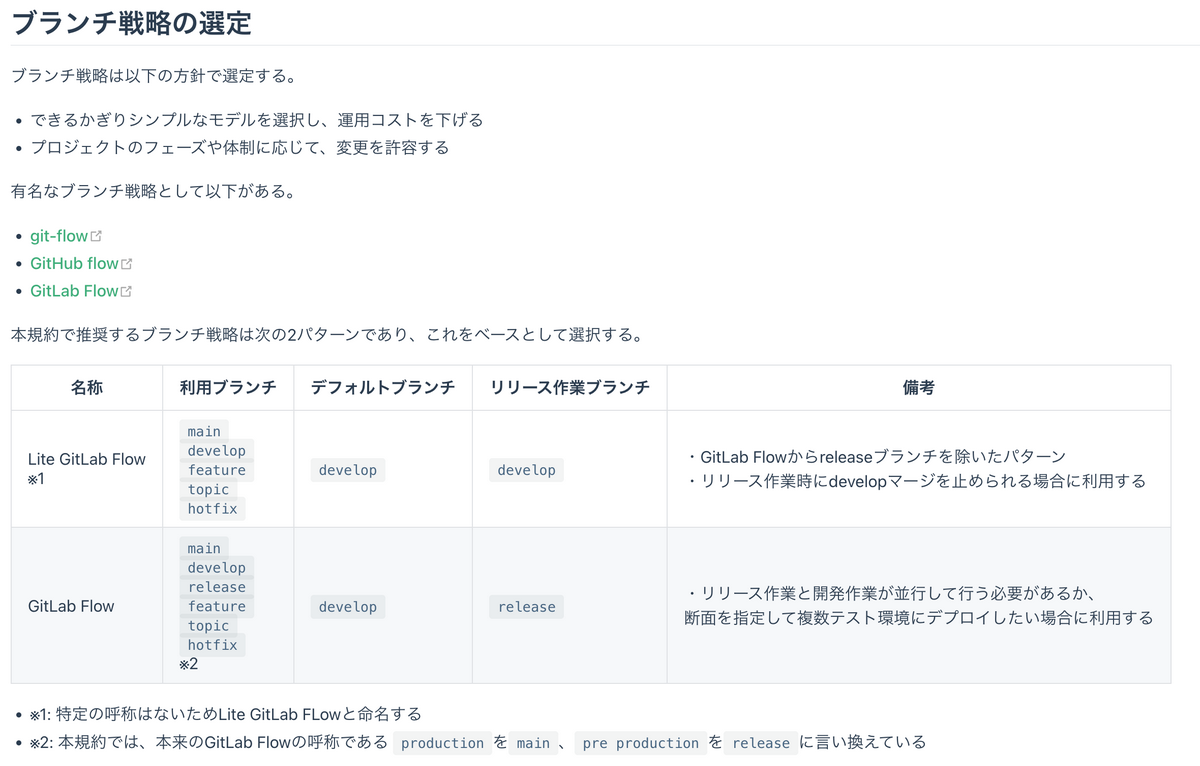 ブランチ戦略の選定
ブランチ戦略は以下の方針で選定する。
• できるかぎりシンプルなモデルを選択し、運用コストを下げる
• プロジェクトのフェーズや体制に応じて、変更を許容する
有名なブランチ戦略として以下がある。
• git-flow
• GitHub flow
• GitLab Flow
本規約で推奨するブランチ戦略は次の2パターンであり、これをベースとして選択する。
名称 利用ブランチ デフォルトブランチ リリース作業ブランチ 備考
Lite GitLab Flow
※1
main
develop
feature
topic
hotfix
develop
develop
・GitLab Flowからreleaseブランチを除いたパターン
・リリース作業時にdevelopマージを止められる場合に利用する
GitLab Flow
main
develop
release
feature
topic
hotfix
※2
develop
release
・リリース作業と開発作業が並行して行う必要があるか、
断面を指定して複数テスト環境にデプロイしたい場合に利用する
• ※1: 特定の呼称はないためLite GitLab FLowと命名する
• ※2: 本規約では、本来のGitLab Flowの呼称である production を main 、 pre production を release に言い換えている